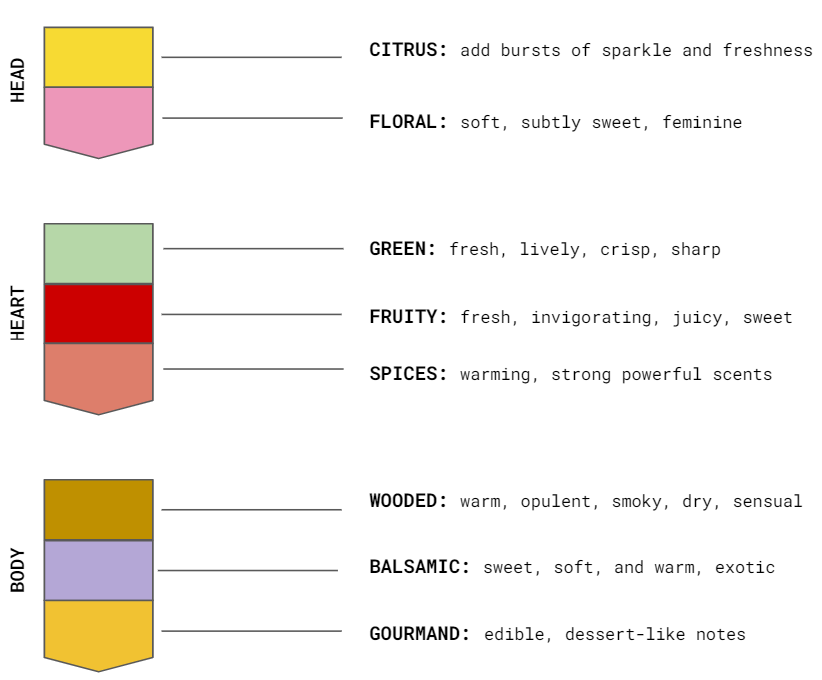 HEAD
CITRUS: add bursts of sparkle and freshness
FLORAL: soft, subtly sweet, feminine
HEART
GREEN: fresh, lively, crisp, sharp
FRUITY: fresh, invigorating, juicy, sweet
SPICES: warming, strong powerful scents
BODY
WOODED: warm, opulent, smoky, dry, sensual
BALSAMIC: sweet, soft, and warm, exotic
GOURMAND: edible, dessert-like notes